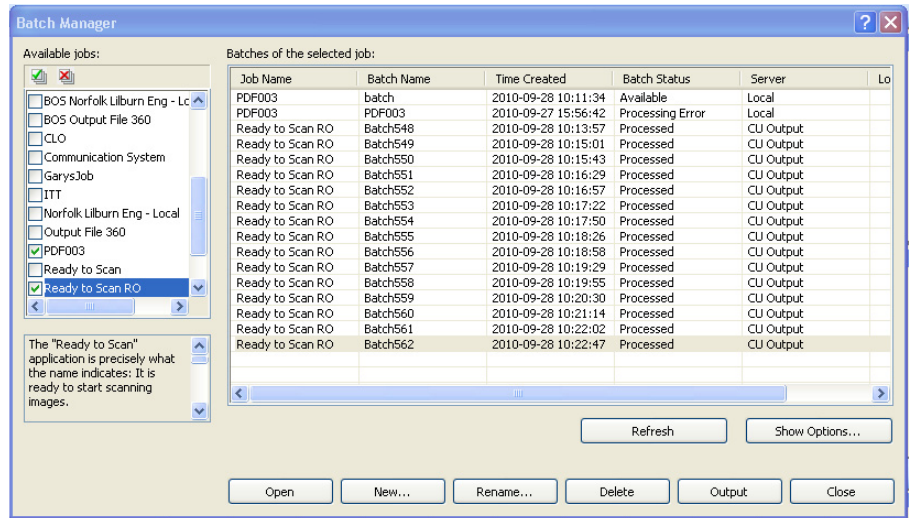 Batch Manager
Available jobs:
BOS Norfolk Lilburn Eng - Lc
BOS Output File 360
CLO
Communication System
GarysJob
ITT
Norfolk Lilburn Eng - Local
Output File 360
PDF003
Ready to Scan
Ready to Scan RO
The "Ready to Scan"
application is precisely what
the name indicates: It is
ready to start scanning
images.
Batches of the selected job:
Job Name Batch Name Time Created Batch Status Server Lo
PDF003 batch 2010-09-28 10:11:34 Available Local
PDF003 PDF003 2010-09-27 15:56:42 Processing Error Local
Ready to Scan RO Batch548 2010-09-28 10:13:57 Processed CU Output
Ready to Scan RO Batch549 2010-09-28 10:15:01 Processed CU Output
Ready to Scan RO Batch550 2010-09-28 10:15:43 Processed CU Output
Ready to Scan RO Batch551 2010-09-28 10:16:29 Processed CU Output
Ready to Scan RO Batch552 2010-09-28 10:16:57 Processed CU Output
Ready to Scan RO Batch553 2010-09-28 10:17:22 Processed CU Output
Ready to Scan RO Batch554 2010-09-28 10:17:50 Processed CU Output
Ready to Scan RO Batch555 2010-09-28 10:18:26 Processed CU Output
Ready to Scan RO Batch556 2010-09-28 10:18:58 Processed CU Output
Ready to Scan RO Batch557 2010-09-28 10:19:29 Processed CU Output
Ready to Scan RO Batch558 2010-09-28 10:19:55 Processed CU Output
Ready to Scan RO Batch559 2010-09-28 10:20:30 Processed CU Output
Ready to Scan RO Batch560 2010-09-28 10:21:14 Processed CU Output
Ready to Scan RO Batch561 2010-09-28 10:22:02 Processed CU Output
Ready to Scan RO Batch562 2010-09-28 10:22:47 Processed CU Output
Refresh Show Options...
Open New... Rename... Delete Output Close